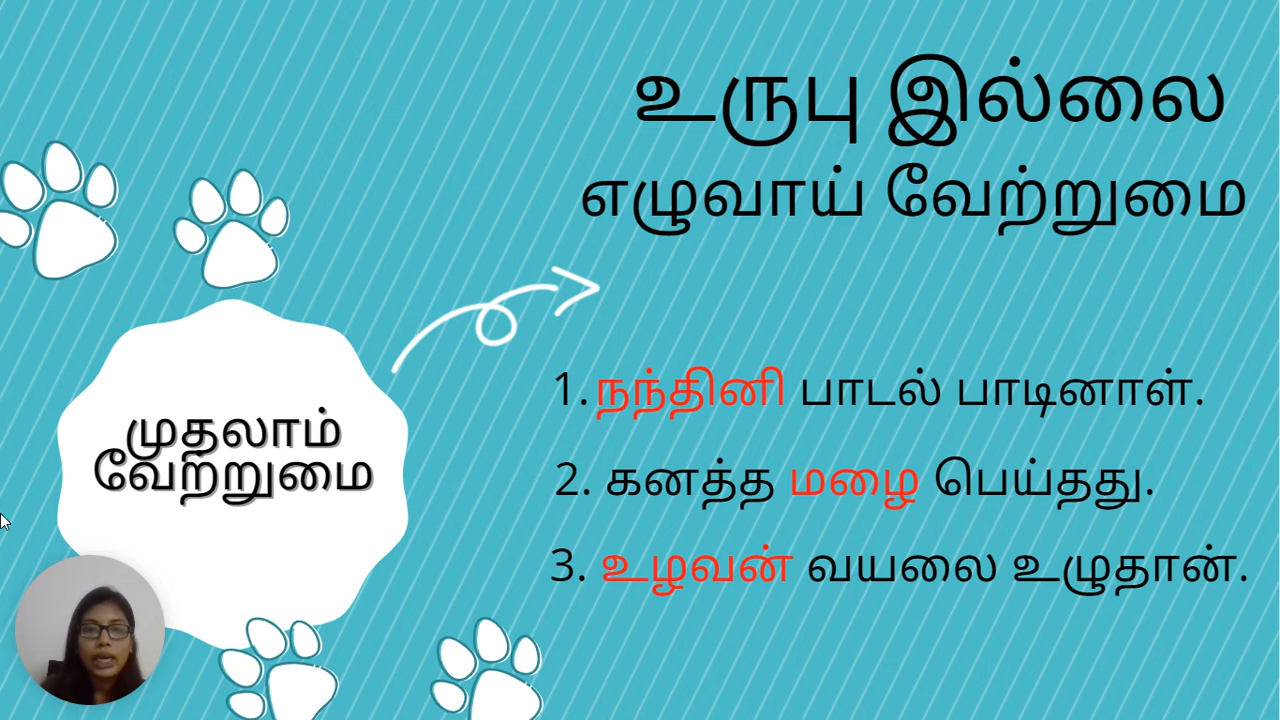 உருபு இல்லை
எழுவாய் வேற்றுமை
முதலாம்
வேற்றுமை
1. நந்தினி பாடல் பாடினாள்.
2. கனத்த மழை பெய்தது.
3. உழவன் வயலை உழுதான்.